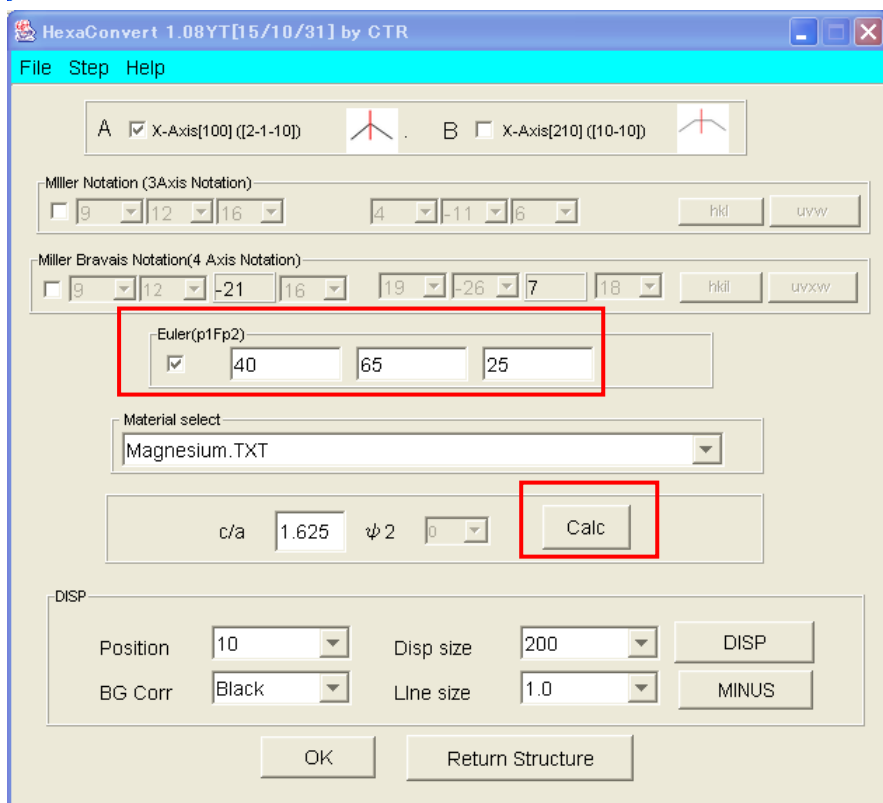 HexaConvert 1.08YT[15/10/31] by CTR
File Step Help
A X-Axis[100] ([2-1-10]) . B X-Axis[210] ([10-10])
MIller Notation (3Axis Notation)
9 12 16 4 -11 6 hkl uvw
Miller Bravais Notation(4 Axis Notation)
9 12 -21 16 19 -26 7 18 hkil uvxw
Euler(p1Fp2)
40 65 25
Material select
Magnesium.TXT
c/a 1.625 ψ2 0 Calc
DISP
Position 10 Disp size 200 DISP
BG Corr Black LIne size 1.0 MINUS
OK Return Structure